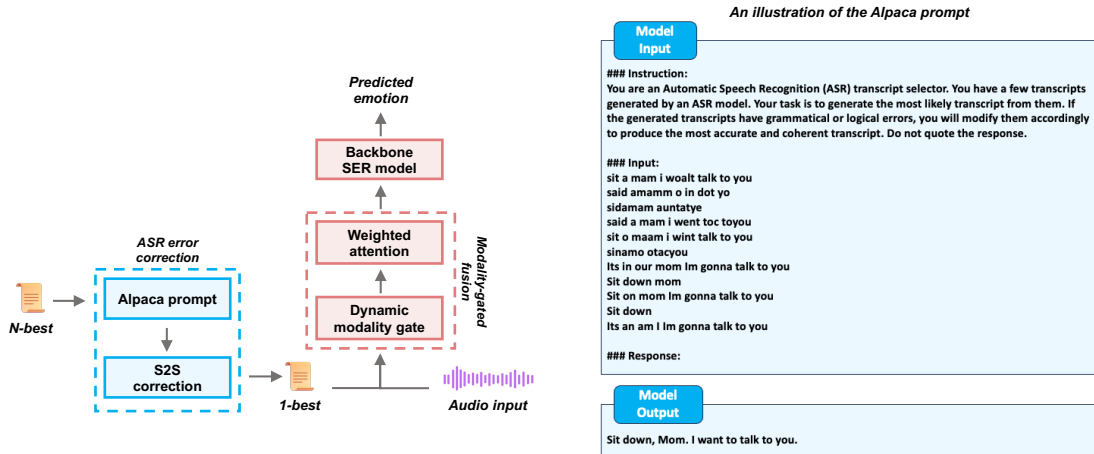 Predicted
emotion
Backbone
SER model
Weighted
attention
Modality-gated
fusion
Dynamic
modality gate
ASR error
correction
Alpaca prompt
N-best
S2S
correction
1-best
Audio input
An illustration of the Alpaca prompt
Model
Input
### Instruction:
You are an Automatic Speech Recognition (ASR) transcript selector. You have a few transcripts
generated by an ASR model. Your task is to generate the most likely transcript from them. If
the generated transcripts have grammatical or logical errors, you will modify them accordingly
to produce the most accurate and coherent transcript. Do not quote the response.
### Input:
sit a mam i woalt talk to you
said amamm o in dot yo
sidamam auntatye
said a mam i went toc toyou
sit o maam i wint talk to you
sinamo otacyou
Its in our mom Im gonna talk to you
Sit down mom
Sit on mom Im gonna talk to you
Sit down
Its an am I Im gonna talk to you
### Response:
Model
Output
Sit down, Mom. I want to talk to you.